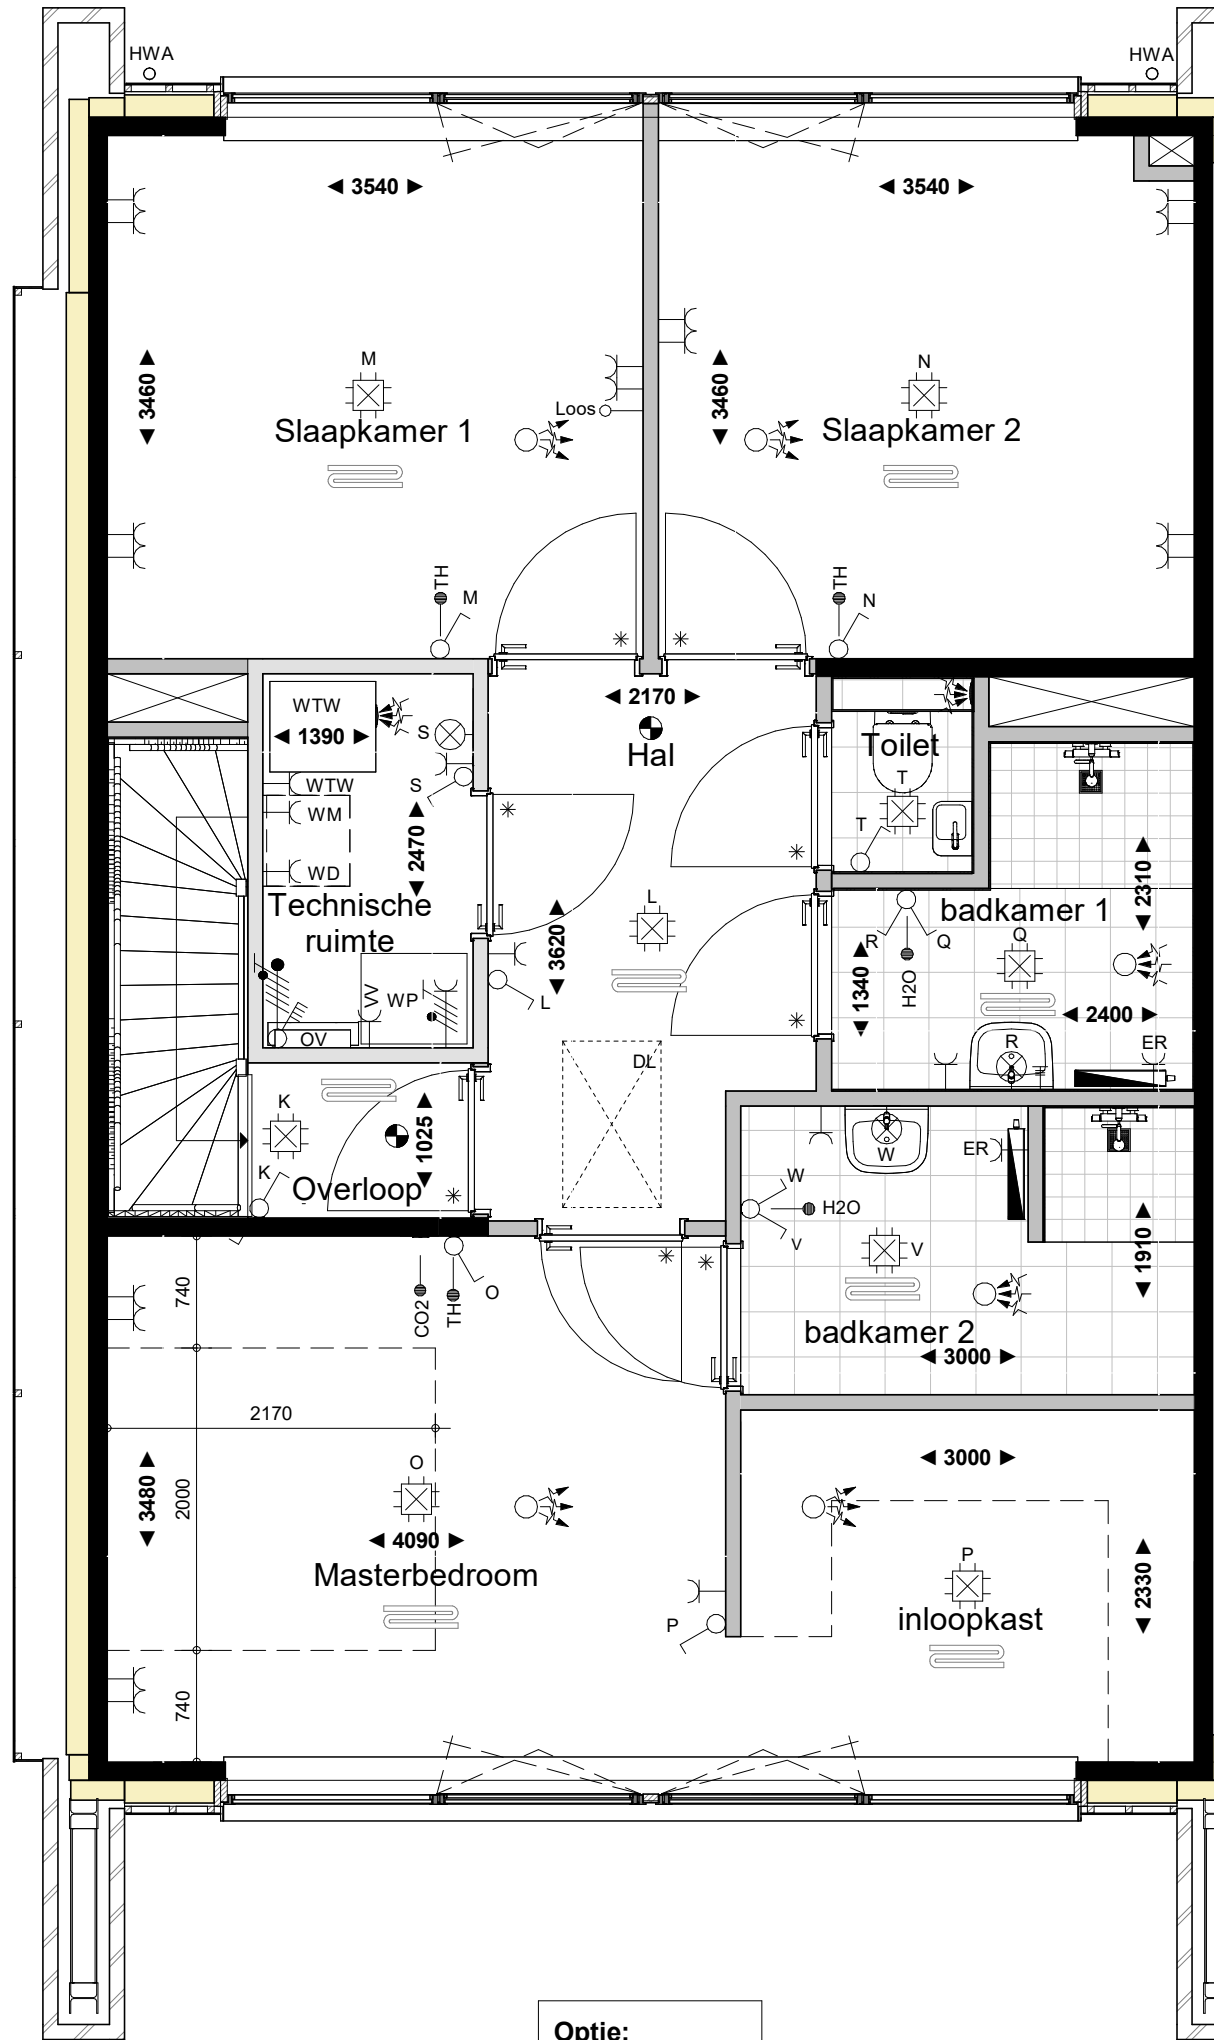 HWA
HWA
◄ 3540 ►
◄ 3540 ►
◄ 3460 ►
M
Slaapkamer 1
Loos
◄ 3460 ►
N
Slaapkamer 2
TH
M
TH
N
WTW
◄ 1390 ►
S
S
WTW
WM
WD
◄ 2470 ►
Technische
ruimte
VV
WP
OV
◄ 2170 ►
Hal
Toilet
T
T
L
◄ 3620 ►
L
DL
badkamer 1
◄ 2310 ►
R
Q
Q
H2O
◄ 1340 ►
◄ 2400 ►
R
ER
K
K
◄ 1025 ►
Overloop
W
ER
W
H2O
V
V
◄ 1910 ►
badkamer 2
◄ 3000 ►
740
CO2
TH
O
2170
◄ 3480 ►
2000
O
◄ 4090 ►
Masterbedroom
740
P
◄ 3000 ►
P
inloopkast
◄ 2330 ►
Optie: